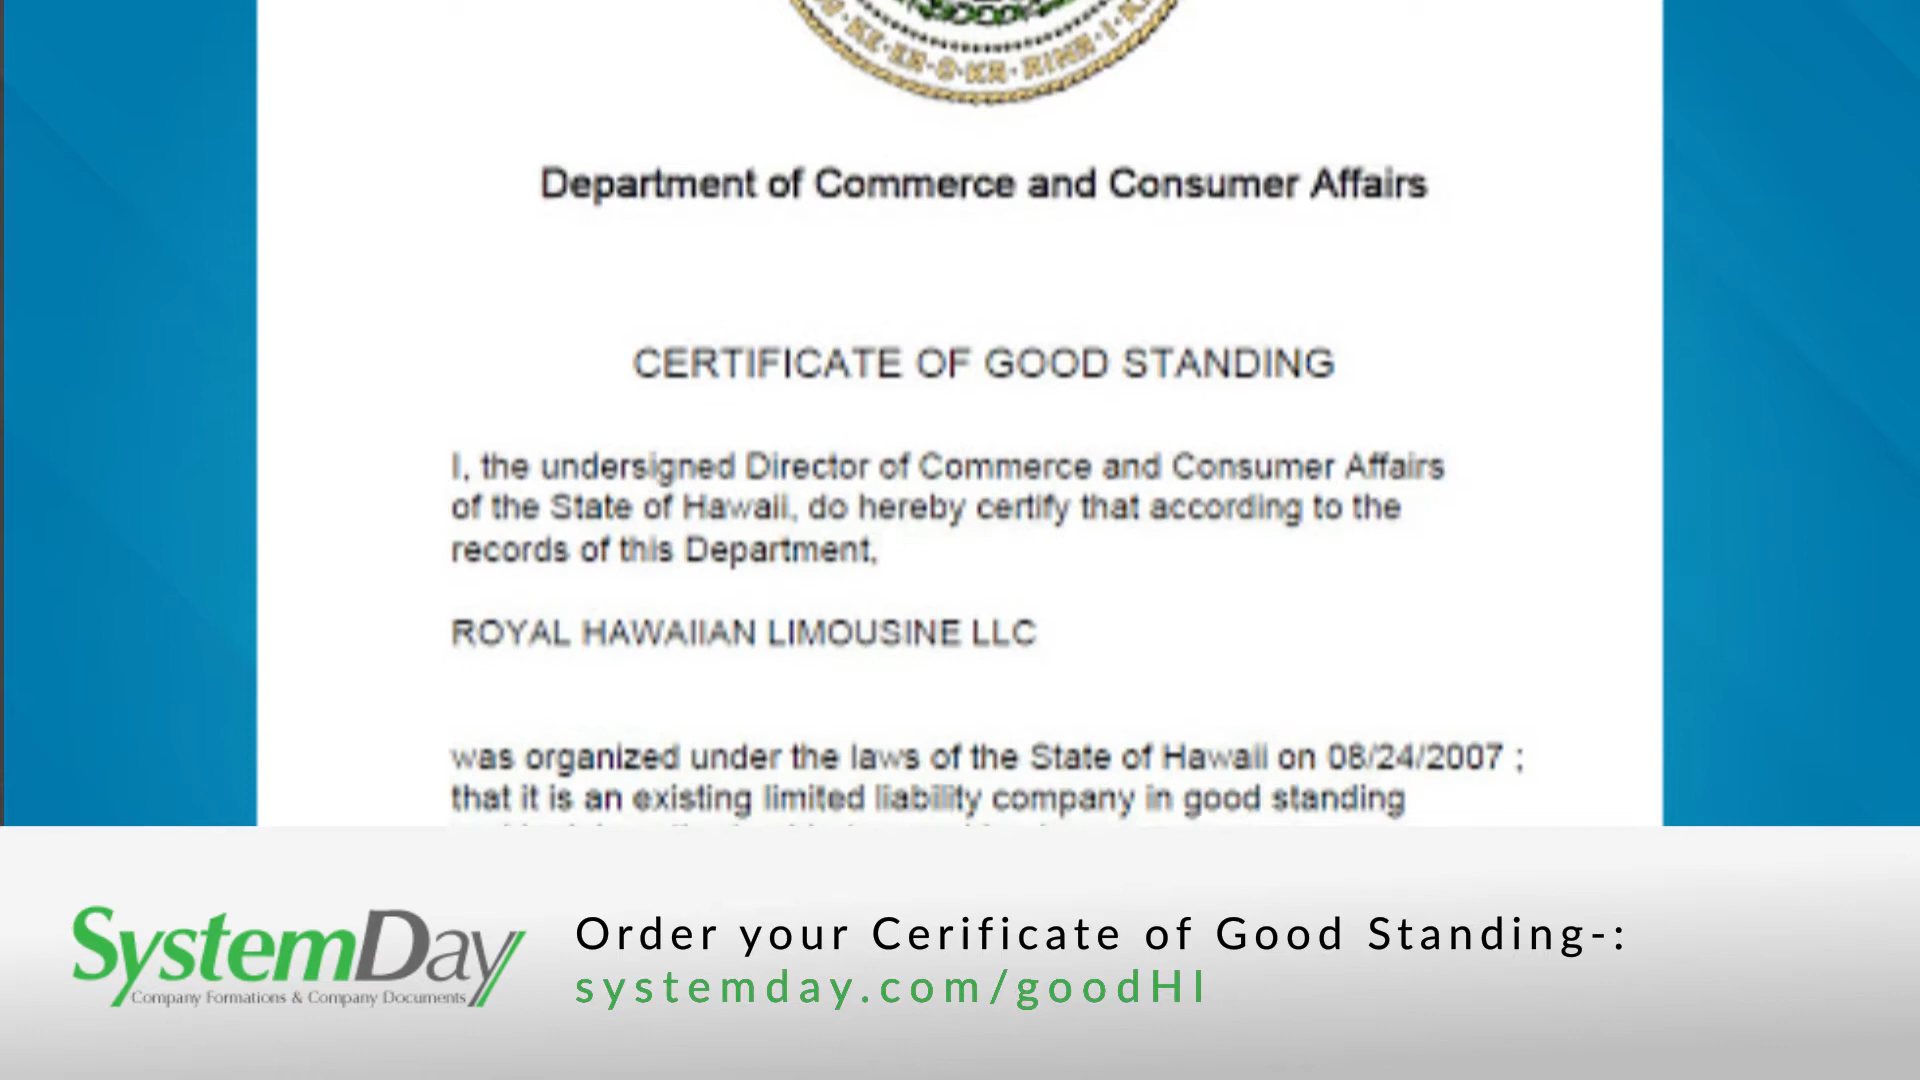 KE·EA·O·KA·AINA·I·K
Department of Commerce and Consumer Affairs
CERTIFICATE OF GOOD STANDING
I, the undersigned Director of Commerce and Consumer Affairs
of the State of Hawaii, do hereby certify that according to the
records of this Department,
ROYAL HAWAIIAN LIMOUSINE LLC
was organized under the laws of the State of Hawaii on 08/24/2007 ;
that it is an existing limited liability company in good standing
SystemDay
Company Formations & Company Documents
Order your Cerificate of Good Standing-:
systemday.com/goodHI